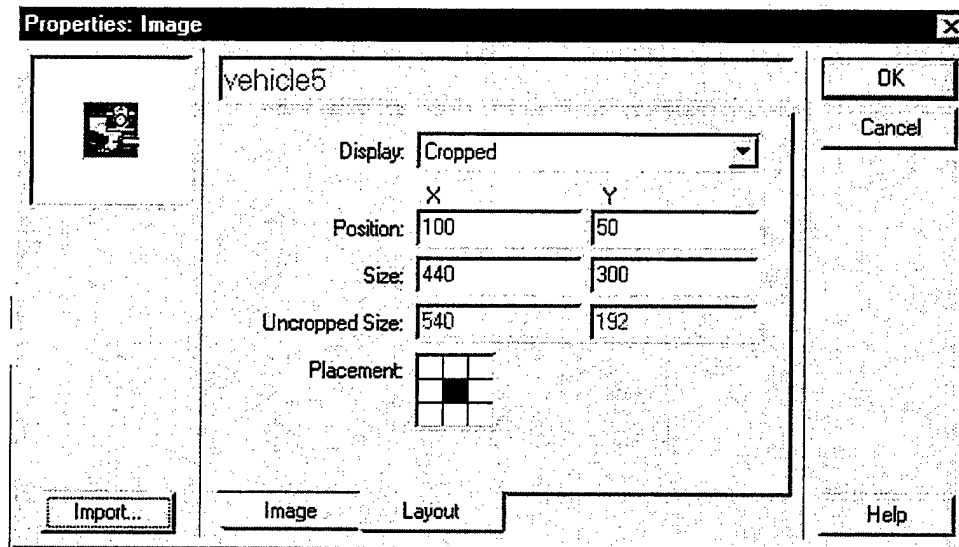 Properties: Image
vehicle5
OK
Cancel
Display: Cropped
X Y
Position: 100 50
Size: 440 300
Uncropped Size: 540 192
Placement:
Import...
Image Layout
Help